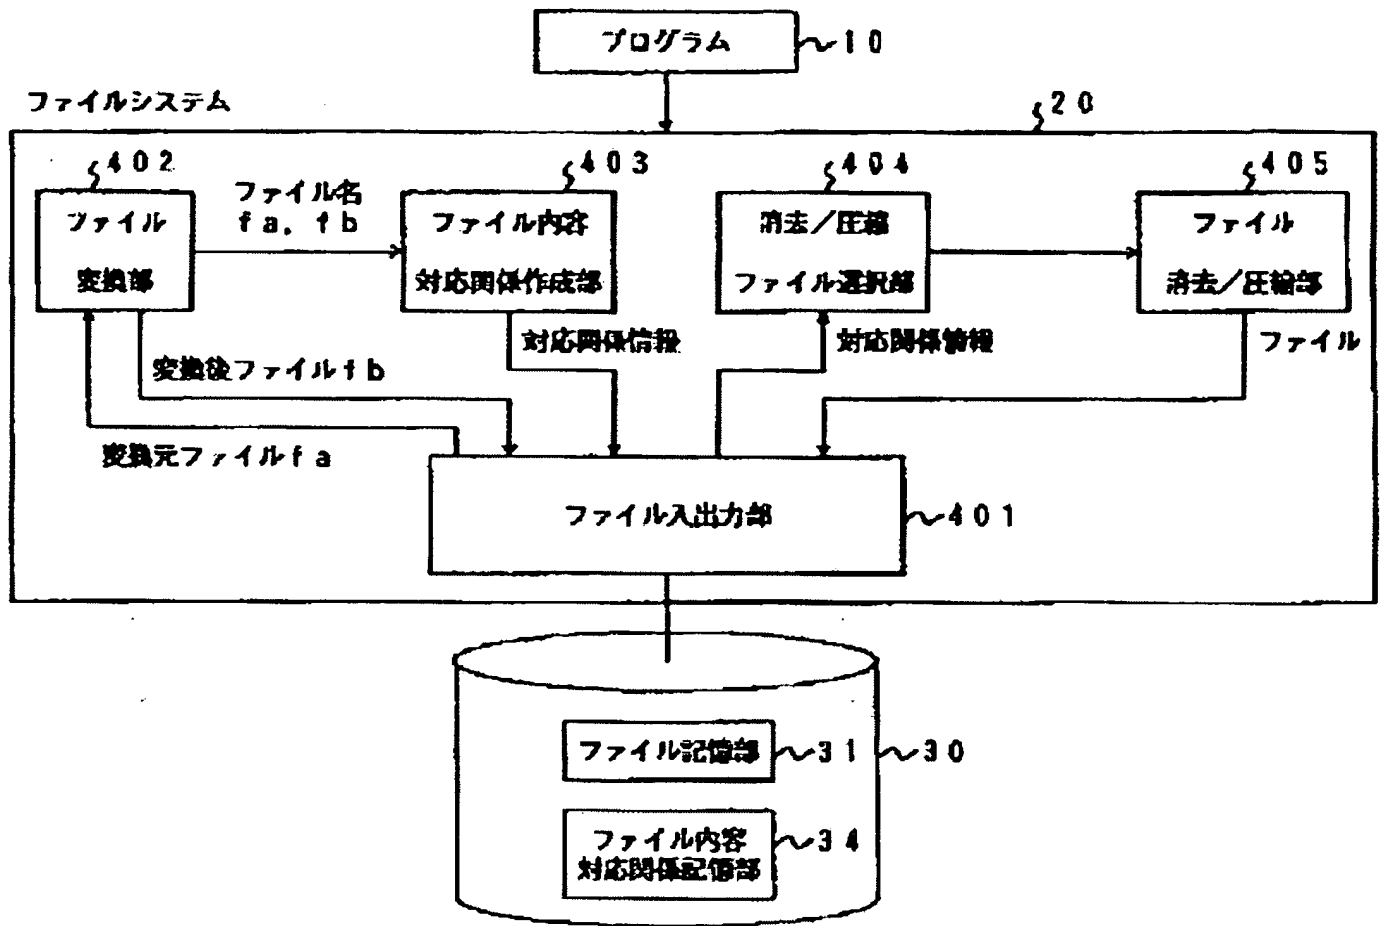 プログラム
10
ファイルシステム
20
402
403
404
405
ファイル
変換部
ファイル名
fa, fb
ファイル内容
対応関係作成部
消去/圧縮
ファイル選択部
ファイル
消去/圧縮部
対応関係情報
対応関係情報
ファイル
変換後ファイルfb
変換元ファイルfa
ファイル入出力部
401
ファイル記憶部
31
30
ファイル内容
対応関係記憶部
34